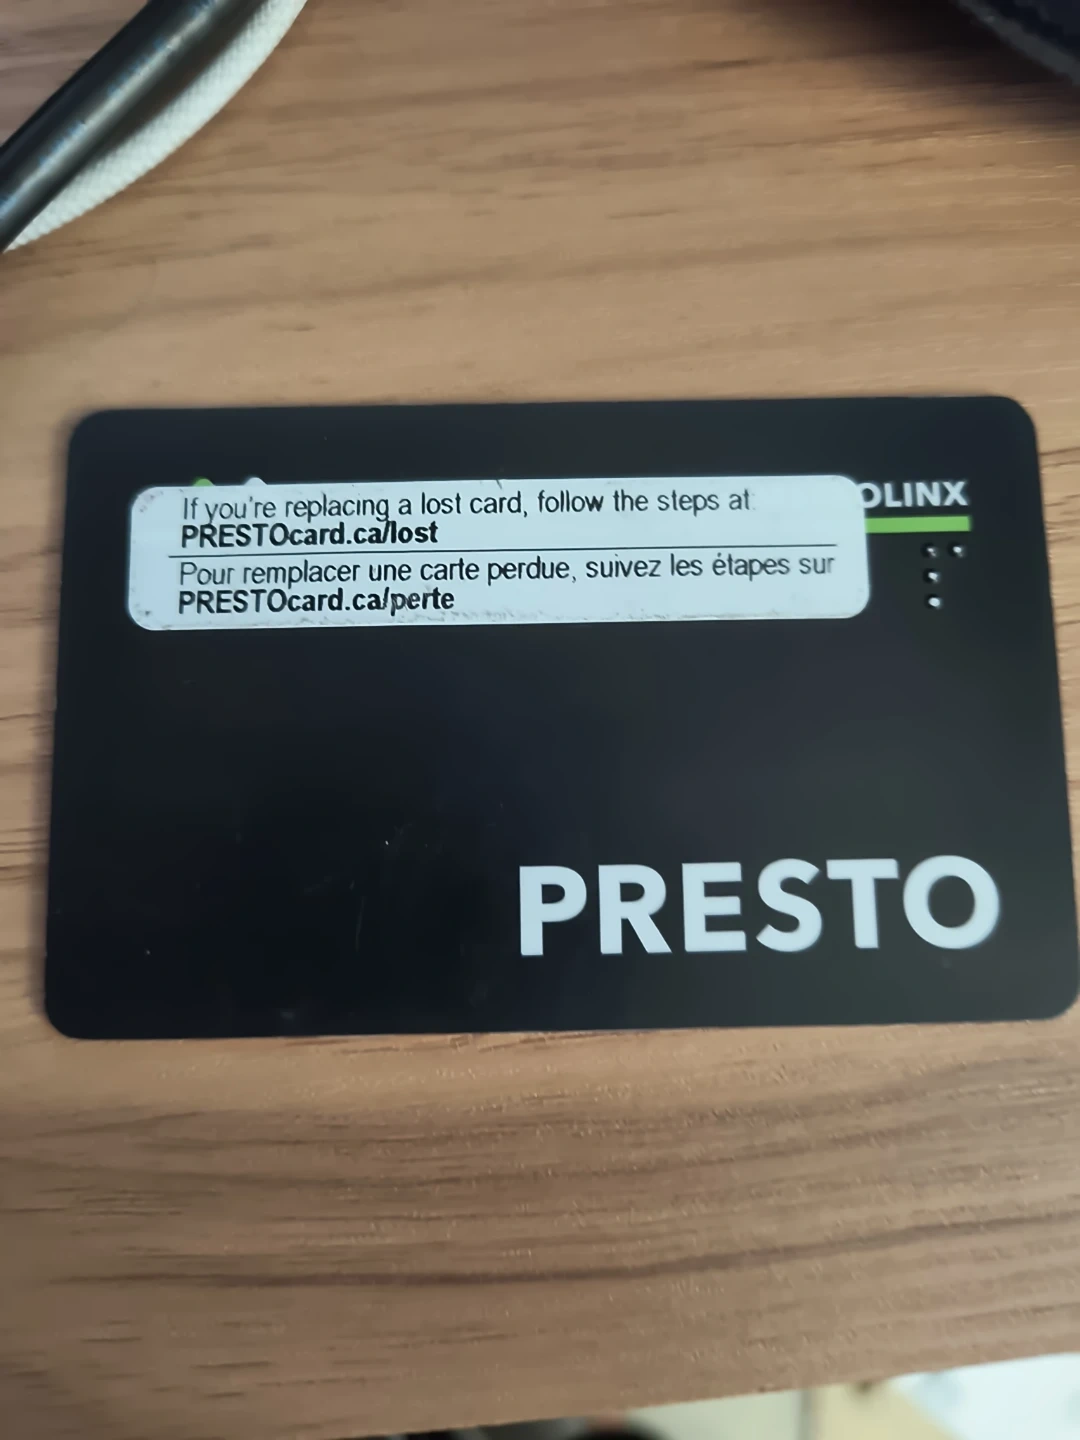 If you're replacing a lost card, follow the steps at
PRESTOcard.ca/lost
Pour remplacer une carte perdue, suivez les étapes sur
PRESTOcard.ca/perte
OLINX
PRESTO